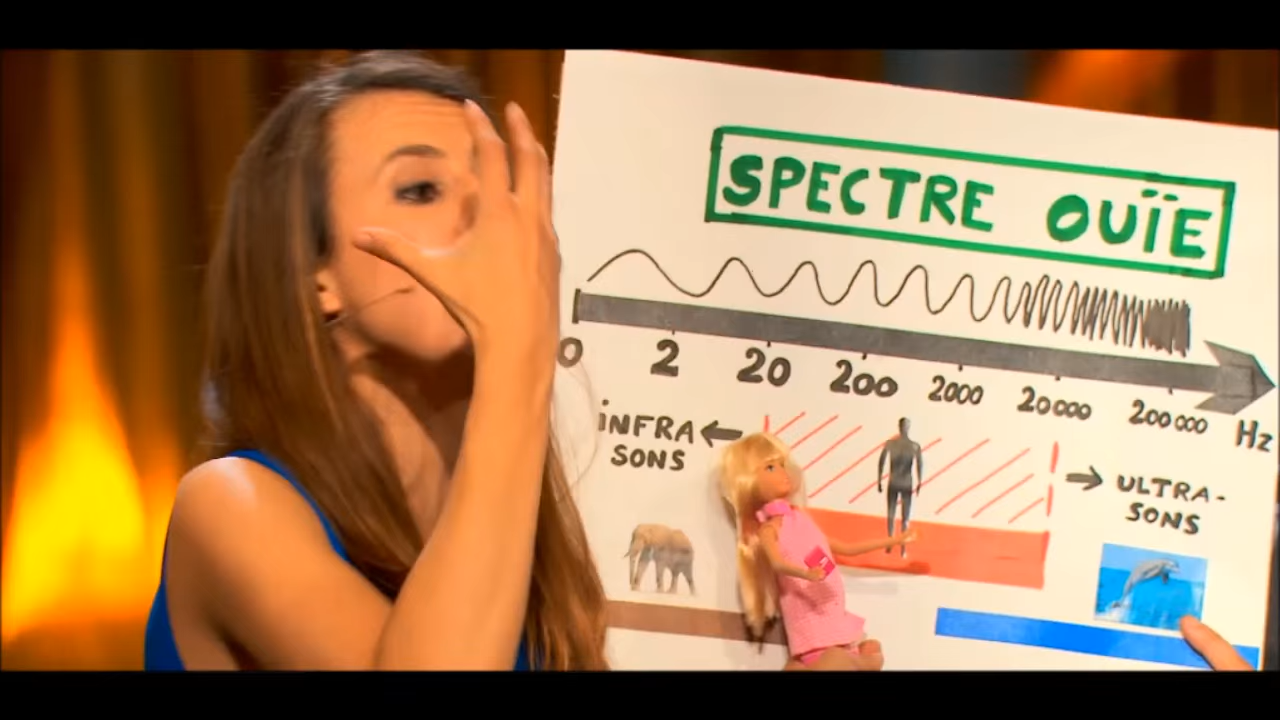 SPECTRE OUÏE
0 2 20 200 2000 20000 200000 Hz
iNFRA
SONS
ULTRA-
SONS